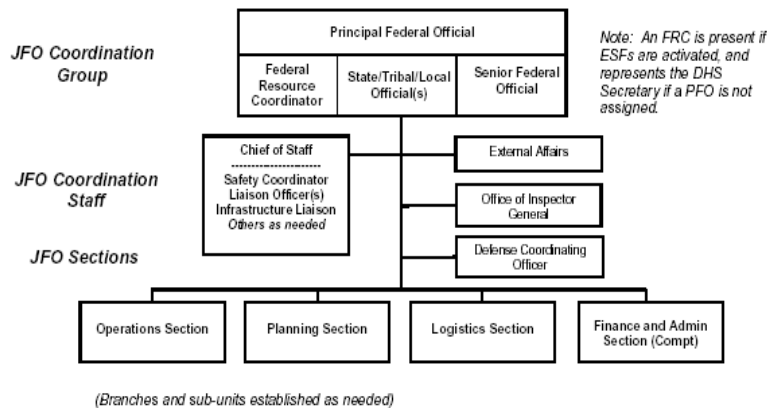 Principal Federal Official
JFO Coordination
Group
Federal
Resource
Coordinator
State/Tribal/Local
Official(s)
Senior Federal
Official
Note: An FRC is present if
ESFs are activated, and
represents the DHS
Secretary if a PFO is not
assigned.
JFO Coordination
Staff
Chief of Staff
-----------------------
Safety Coordinator
Liaison Officer(s)
Infrastructure Liaison
Others as needed
External Affairs
Office of Inspector
General
Defense Coordinating
Officer
JFO Sections
Operations Section
Planning Section
Logistics Section
Finance and Admin
Section (Compt)
(Branches and sub-units established as needed)